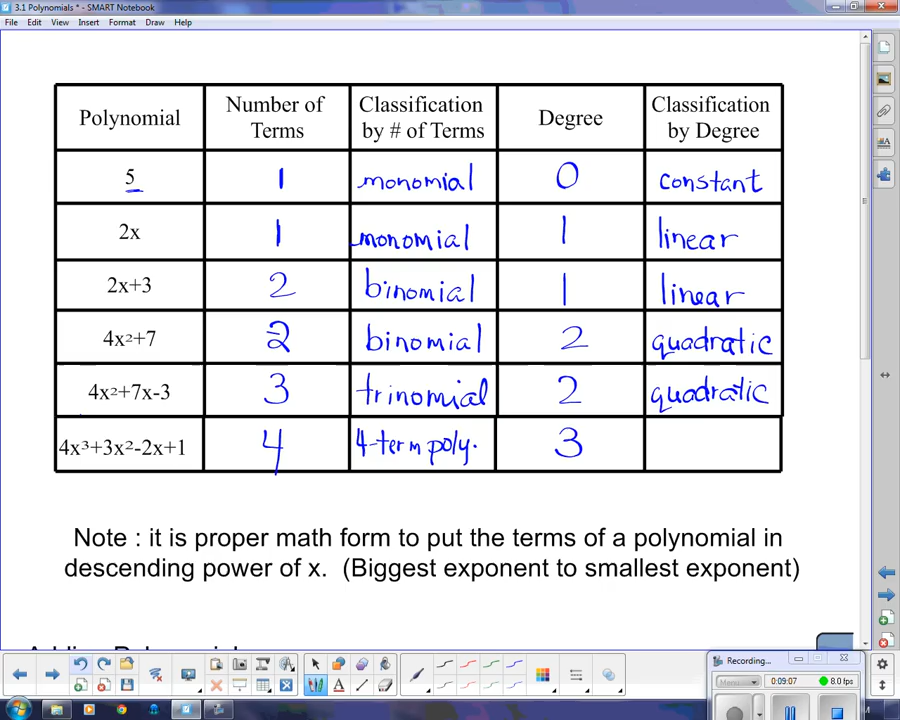 3.1 Polynomials * - SMART Notebook
File Edit View Insert Format Draw Help
Polynomial Number of Terms Classification by # of Terms Degree Classification by Degree
5 1 monomial 0 constant
2x 1 monomial 1 linear
2x+3 2 binomial 1 linear
4x²+7 2 binomial 2 quadratic
4x²+7x-3 3 trinomial 2 quadratic
4x³+3x²-2x+1 4 4-term poly. 3
Note : it is proper math form to put the terms of a polynomial in
descending power of x. (Biggest exponent to smallest exponent)
Recording...
Menu 0:09:07 8.0 fps